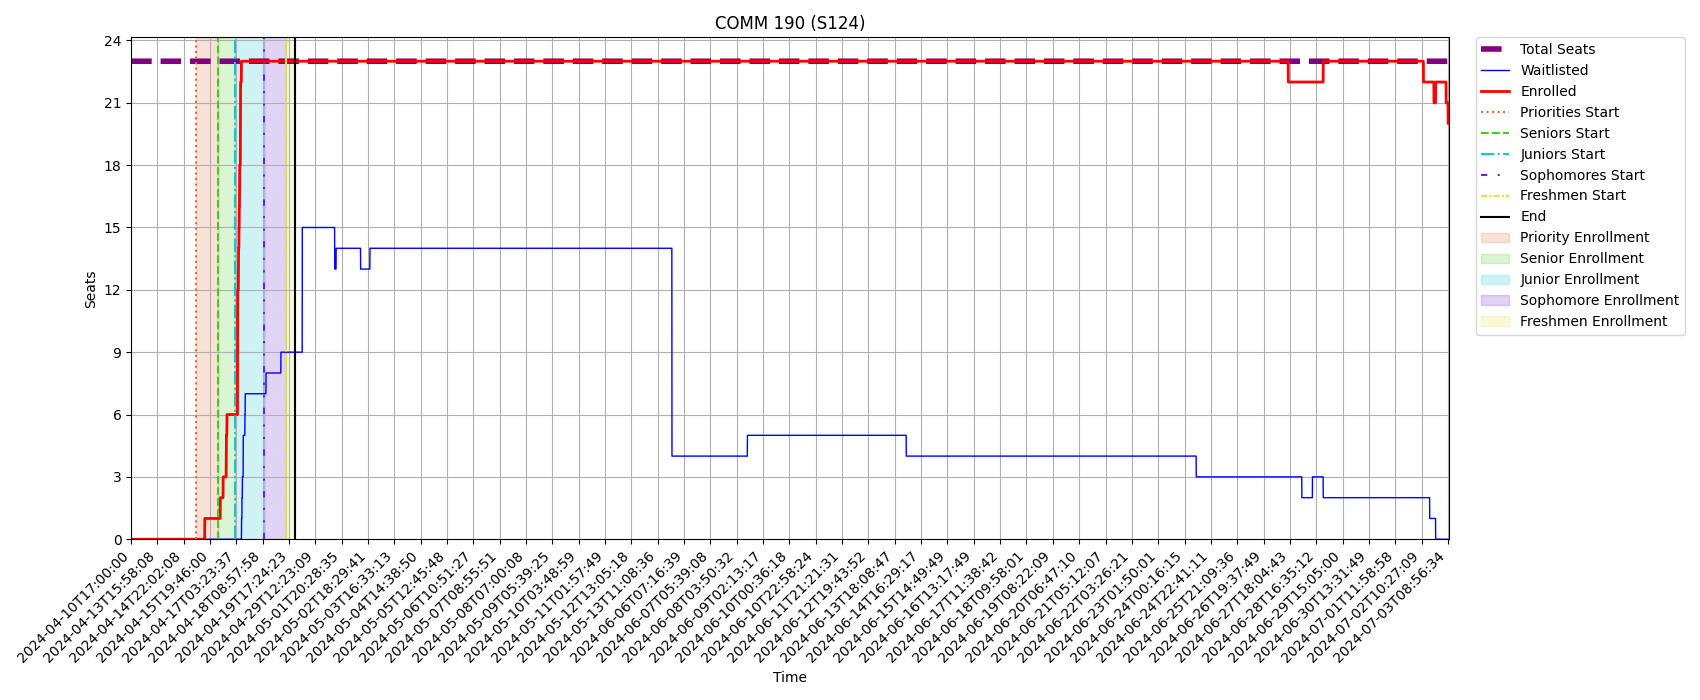 COMM 190 (S124)
24
21
18
15
12
9
6
3
0
Seats
2024-04-10T17:00:00
2024-04-13T15:58:08
2024-04-14T22:02:08
2024-04-15T19:46:00
2024-04-17T03:23:37
2024-04-18T08:57:58
2024-04-19T17:24:23
2024-04-29T12:23:09
2024-05-01T20:28:35
2024-05-02T18:29:41
2024-05-03T16:33:13
2024-05-04T14:38:50
2024-05-05T12:45:48
2024-05-06T10:51:27
2024-05-07T08:55:51
2024-05-08T07:00:08
2024-05-09T05:39:25
2024-05-10T03:48:59
2024-05-11T01:57:49
2024-05-12T13:05:18
2024-05-13T11:08:36
2024-06-06T07:16:39
2024-06-07T05:39:08
2024-06-08T03:50:32
2024-06-09T02:13:17
2024-06-10T00:36:18
2024-06-10T22:58:24
2024-06-11T21:21:31
2024-06-12T19:43:52
2024-06-13T18:08:47
2024-06-14T16:29:17
2024-06-15T14:49:49
2024-06-16T13:17:49
2024-06-17T11:38:42
2024-06-18T09:58:01
2024-06-19T08:22:09
2024-06-20T06:47:10
2024-06-21T05:12:07
2024-06-22T03:26:21
2024-06-23T01:50:01
2024-06-24T00:16:15
2024-06-24T22:41:11
2024-06-25T21:09:36
2024-06-26T19:37:49
2024-06-27T18:04:43
2024-06-28T16:35:12
2024-06-29T15:05:00
2024-06-30T13:31:49
2024-07-01T11:58:58
2024-07-02T10:27:09
2024-07-03T08:56:34
Time
Total Seats
Waitlisted
Enrolled
Priorities Start
Seniors Start
Juniors Start
Sophomores Start
Freshmen Start
End
Priority Enrollment
Senior Enrollment
Junior Enrollment
Sophomore Enrollment
Freshmen Enrollment